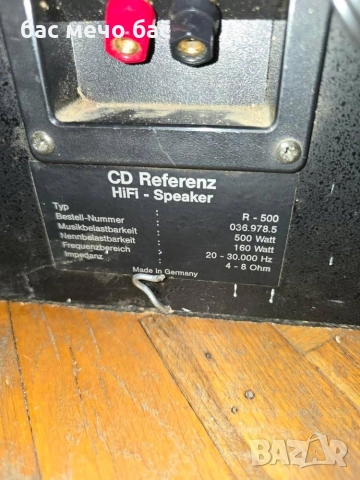 бас мечо бас
CD Referenz
HiFi - Speaker
Typ : R - 500
Bestell-Nummer : 036.978.5
Musikbelastbarkeit : 500 Watt
Nennbelastbarkeit : 160 Watt
Frequenzbereich : 20 - 30.000 Hz
Impedanz : 4 - 8 Ohm
Made in Germany
BAZAR